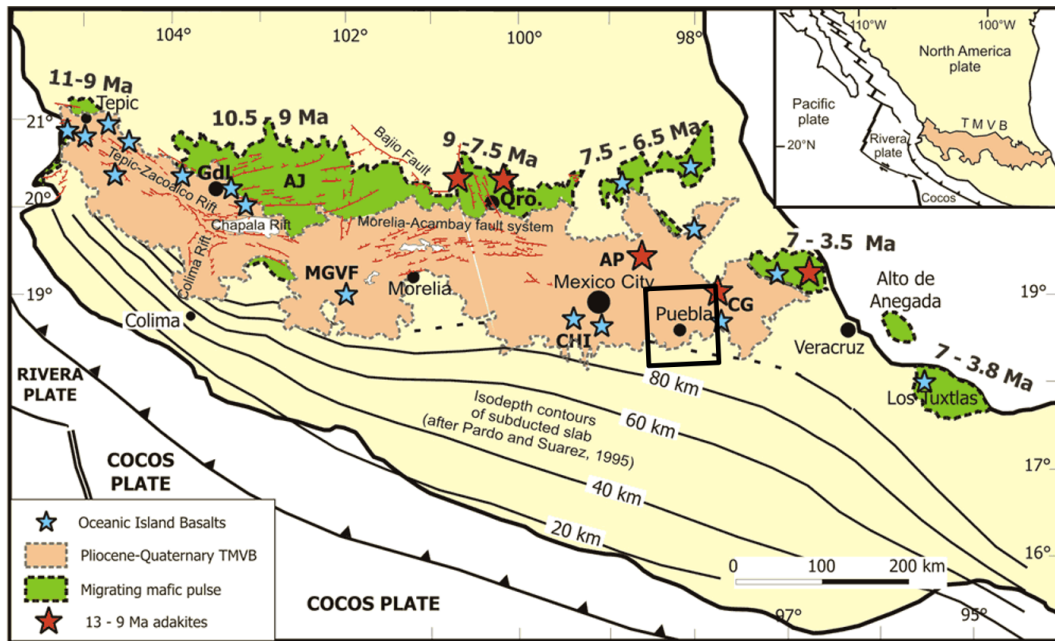 104°
102°
100°
98°
110°W
100°W
North America
plate
Pacific
plate
20°N
Rivera
plate
TMVB
Cocos
11-9 Ma
Tepic
21°
10.5 - 9 Ma
Bajio Fault
9 -7.5 Ma
7.5 - 6.5 Ma
Tepic-Zacoalco Rift
Gdl.
AJ
Qro.
20°
Chapala Rift
Morelia-Acambay fault system
7 - 3.5 Ma
Colima Rift
MGVF
Morelia
AP
Mexico City
CG
Alto de
Anegada
19°
19°
Colima
Puebla
CHI
Veracruz
7 - 3.8 Ma
Los Tuxtlas
RIVERA
PLATE
80 km
Isodepth contours
of subducted slab
(after Pardo and Suarez, 1995)
60 km
COCOS
PLATE
40 km
17°
20 km
16°
Oceanic Island Basalts
Pliocene-Quaternary TMVB
Migrating mafic pulse
13 - 9 Ma adakites
COCOS PLATE
0 100 200 km
97°
95°